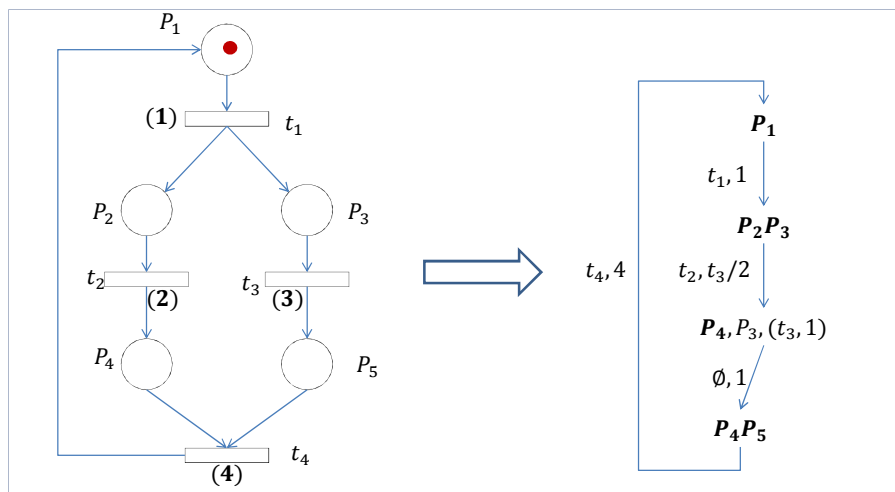 P₁
(1) t₁
P₂ P₃
t₂ (2) t₃ (3)
P₄ P₅
(4) t₄
P₁
t₁, 1
P₂P₃
t₄, 4
t₂, t₃/2
P₄, P₃, (t₃, 1)
∅, 1
P₄P₅